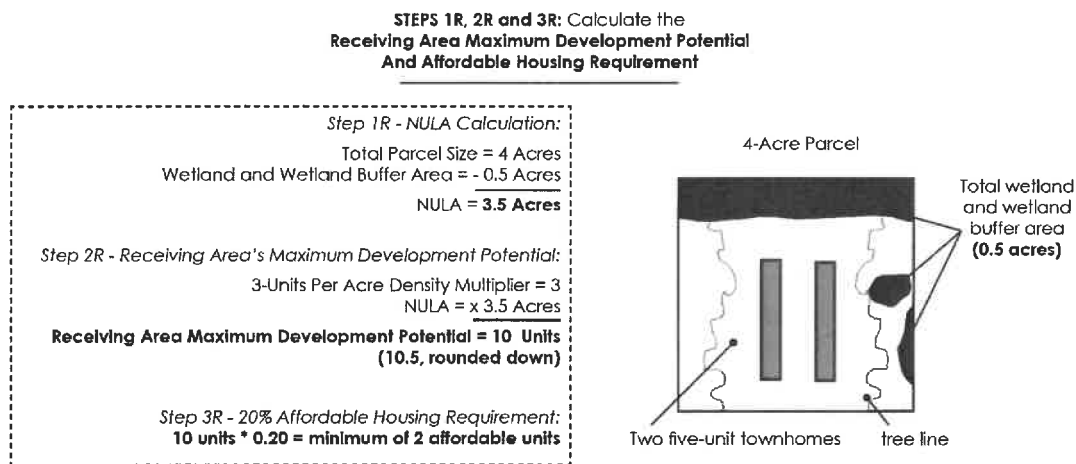 STEPS 1R, 2R and 3R: Calculate the
Receiving Area Maximum Development Potential
And Affordable Housing Requirement
Step 1R - NULA Calculation:
Total Parcel Size = 4 Acres
Wetland and Wetland Buffer Area = - 0.5 Acres
NULA = 3.5 Acres
Step 2R - Receiving Area's Maximum Development Potential:
3-Units Per Acre Density Multiplier = 3
NULA = x 3.5 Acres
Receiving Area Maximum Development Potential = 10 Units
(10.5, rounded down)
Step 3R - 20% Affordable Housing Requirement:
10 units * 0.20 = minimum of 2 affordable units
4-Acre Parcel
Total wetland
and wetland
buffer area
(0.5 acres)
Two five-unit townhomes
tree line